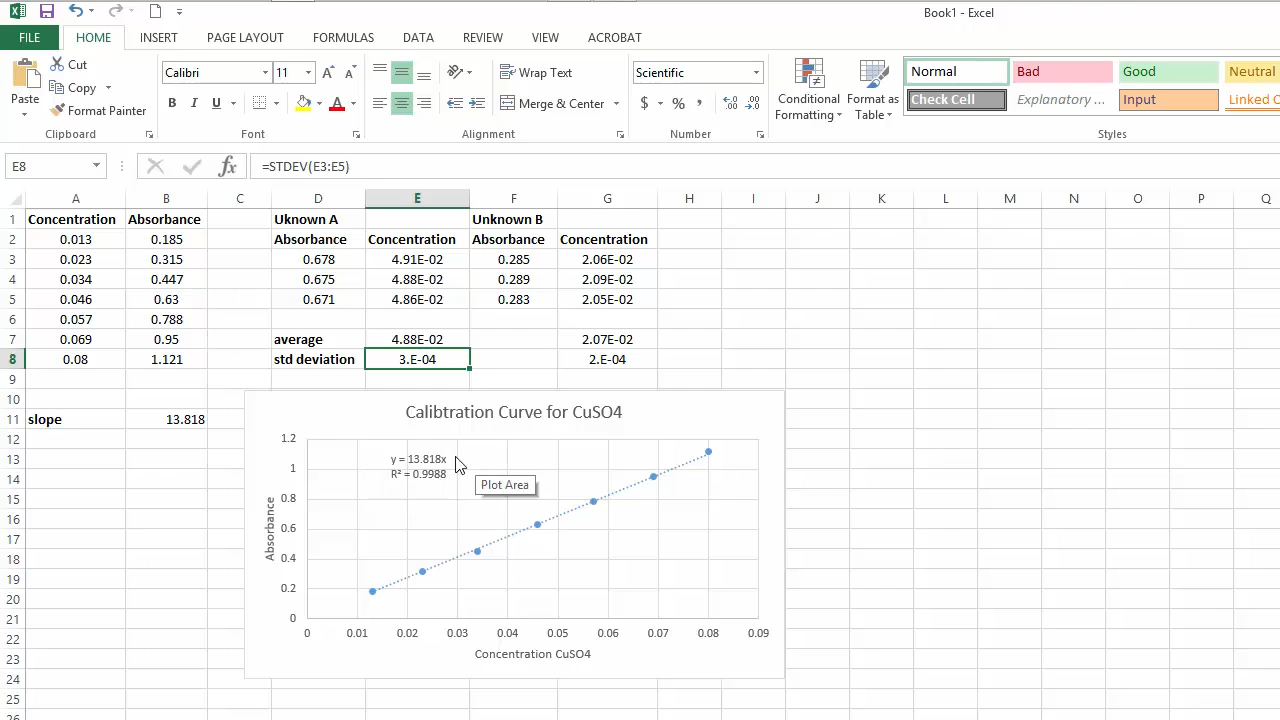 Book1 - Excel
FILE HOME INSERT PAGE LAYOUT FORMULAS DATA REVIEW VIEW ACROBAT
Paste
Cut
Copy
Format Painter
Calibri 11
B I U
A A
A
Wrap Text
Merge & Center
Scientific
$ % ,
.0 .00
.00 .0
Conditional
Formatting
Format as
Table
Normal Bad Good Neutral
Check Cell Explanatory ... Input Linked C
Clipboard Font Alignment Number Styles
E8 fx =STDEV(E3:E5)
A B C D E F G H I J K L M N O P Q
1 Concentration Absorbance Uknown A Unknown B
2 0.013 0.185 Absorbance Concentration Absorbance Concentration
3 0.023 0.315 0.678 4.91E-02 0.285 2.06E-02
4 0.034 0.447 0.675 4.88E-02 0.289 2.09E-02
5 0.046 0.63 0.671 4.86E-02 0.283 2.05E-02
6 0.057 0.788
7 0.069 0.95 average 4.88E-02 2.07E-02
8 0.08 1.121 std deviation 3.E-04 2.E-04
9
10
11 slope 13.818
12
13
14
15
16
17
18
19
20
21
22
23
24
25
26
Calibtration Curve for CuSO4
y = 13.818x
R² = 0.9988
Plot Area
Absorbance
1.2
1
0.8
0.6
0.4
0.2
0
0 0.01 0.02 0.03 0.04 0.05 0.06 0.07 0.08 0.09
Concentration CuSO4